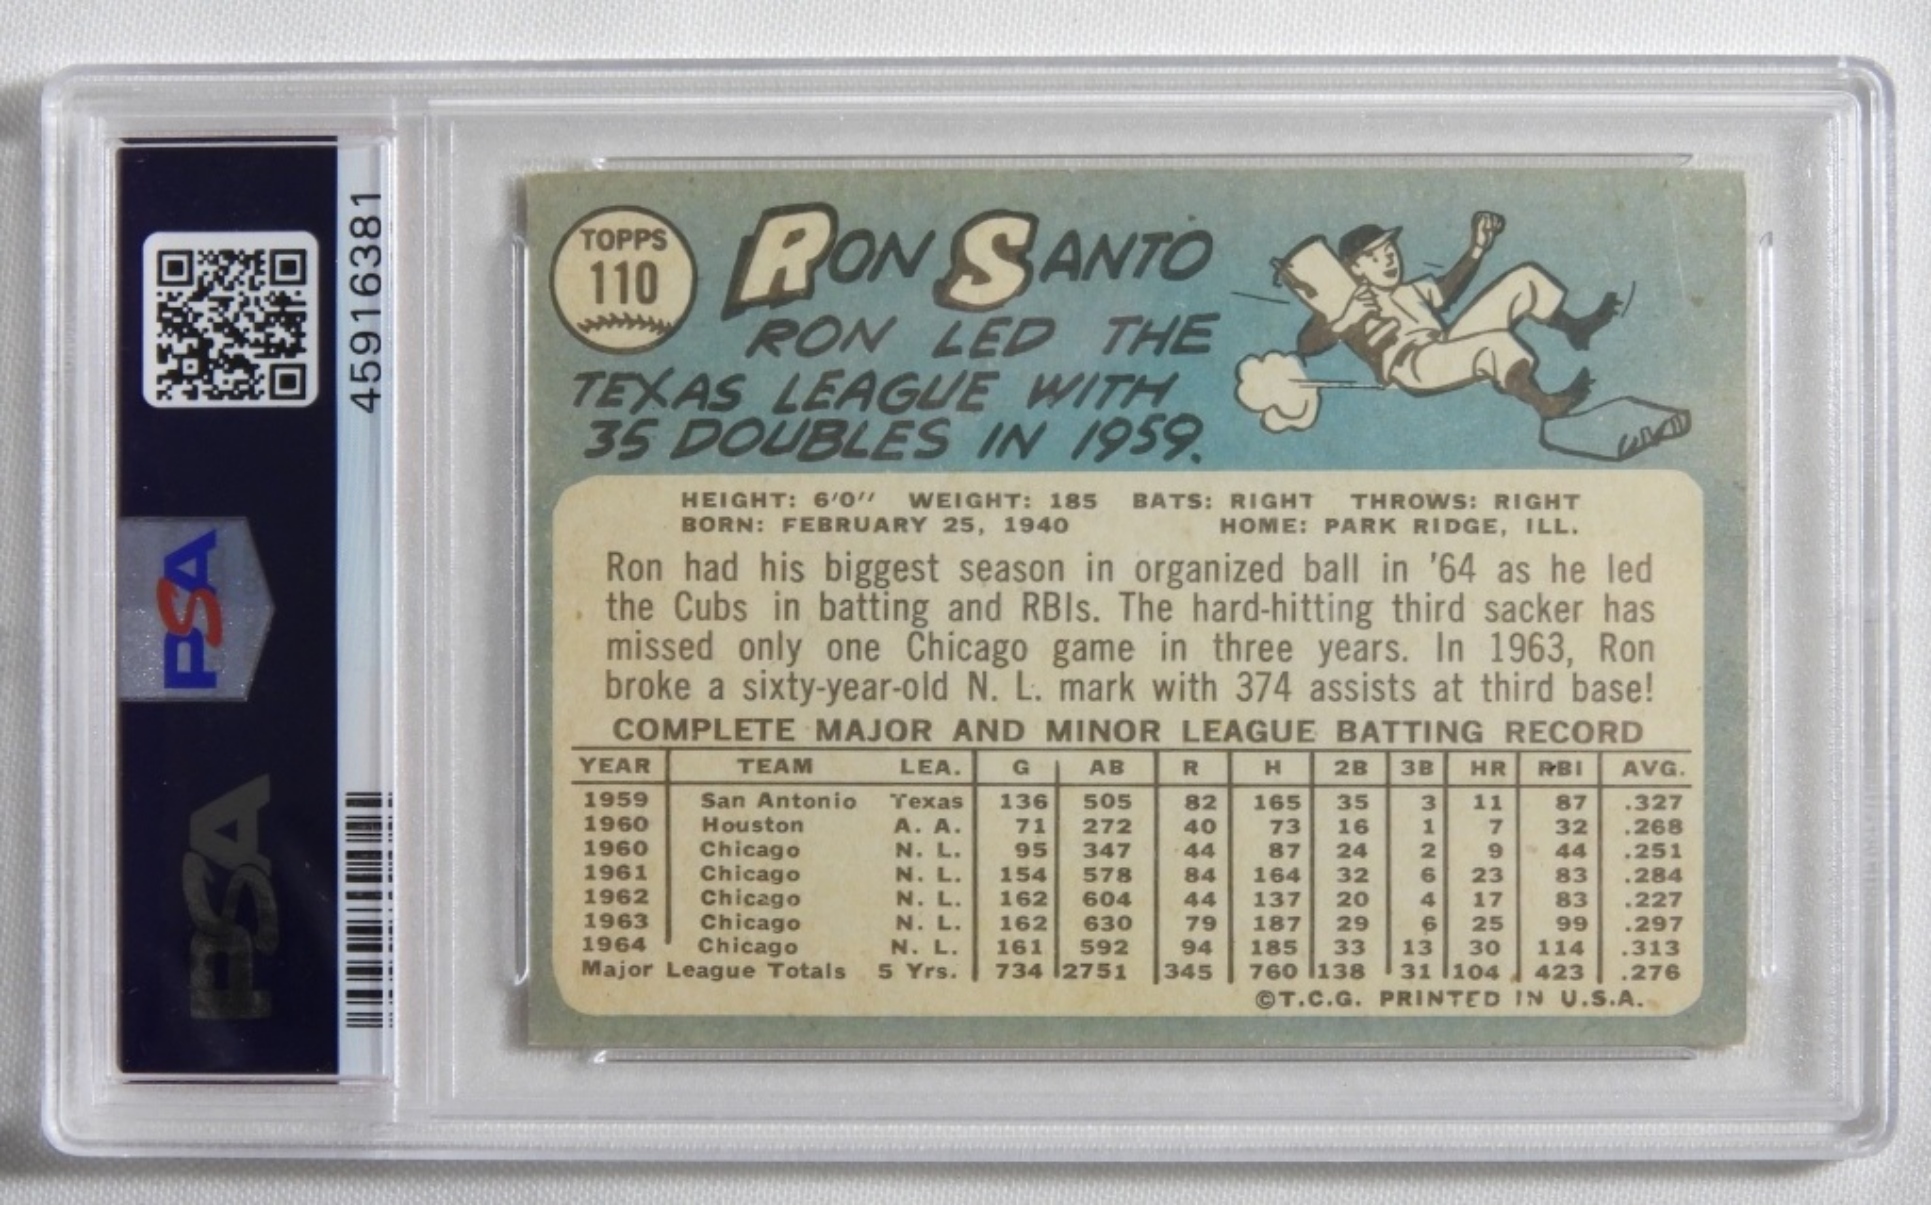 PSA
PSA
45916381
TOPPS
110
RON SANTO
RON LED THE
TEXAS LEAGUE WITH
35 DOUBLES IN 1959.
HEIGHT: 6'0'' WEIGHT: 185 BATS: RIGHT THROWS: RIGHT
BORN: FEBRUARY 25, 1940 HOME: PARK RIDGE, ILL.
Ron had his biggest season in organized ball in '64 as he led
the Cubs in batting and RBIs. The hard-hitting third sacker has
missed only one Chicago game in three years. In 1963, Ron
broke a sixty-year-old N. L. mark with 374 assists at third base!
COMPLETE MAJOR AND MINOR LEAGUE BATTING RECORD
YEAR TEAM LEA. G AB R H 2B 3B HR RBI AVG.
1959 San Antonio Texas 136 505 82 165 35 3 11 87 .327
1960 Houston A. A. 71 272 40 73 16 1 7 32 .268
1960 Chicago N. L. 95 347 44 87 24 2 9 44 .251
1961 Chicago N. L. 154 578 84 164 32 6 23 83 .284
1962 Chicago N. L. 162 604 44 137 20 4 17 83 .227
1963 Chicago N. L. 162 630 79 187 29 6 25 99 .297
1964 Chicago N. L. 161 592 94 185 33 13 30 114 .313
Major League Totals 5 Yrs. 734 2751 345 760 138 31 104 423 .276
©T.C.G. PRINTED IN U.S.A.